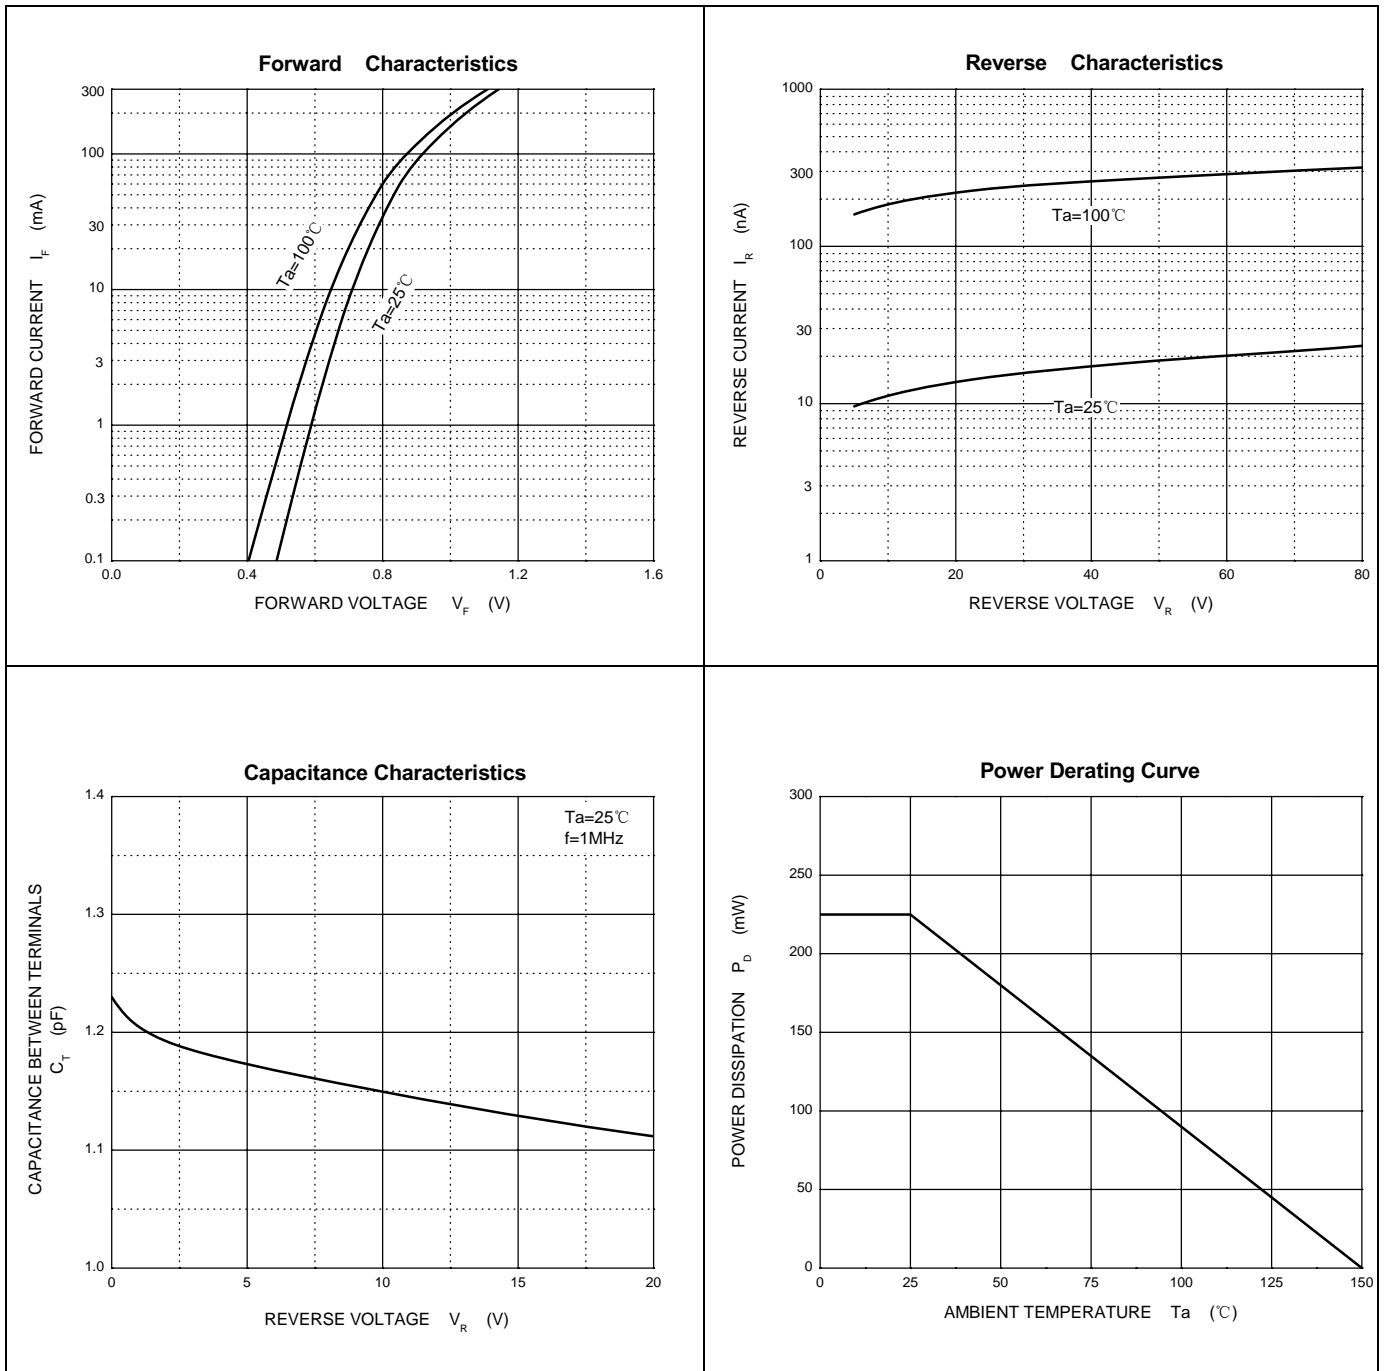 Forward Characteristics
300
100
30
10
3
1
0.3
0.1
0.0
0.4
0.8
1.2
1.6
FORWARD CURRENT I_F (mA)
Ta=100℃
Ta=25℃
FORWARD VOLTAGE V_F (V)
Reverse Characteristics
1000
300
100
30
10
3
1
0
20
40
60
80
REVERSE CURRENT I_R (nA)
Ta=100℃
Ta=25℃
REVERSE VOLTAGE V_R (V)
Capacitance Characteristics
1.4
1.3
1.2
1.1
1.0
0
5
10
15
20
Ta=25℃
f=1MHz
CAPACITANCE BETWEEN TERMINALS
C_T (pF)
REVERSE VOLTAGE V_R (V)
Power Derating Curve
300
250
200
150
100
50
0
0
25
50
75
100
125
150
POWER DISSIPATION P_D (mW)
AMBIENT TEMPERATURE Ta (℃)